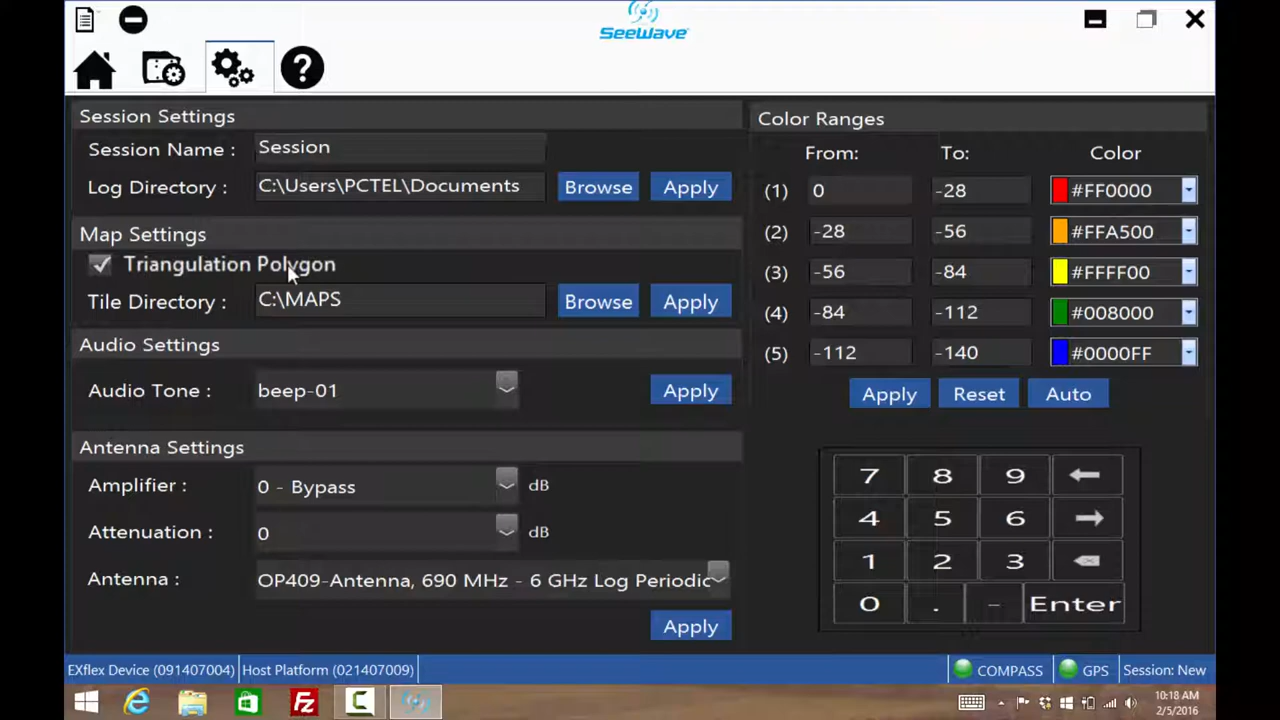 SeeWave
Session Settings
Session Name : Session
Log Directory : C:\Users\PCTEL\Documents Browse Apply
Map Settings
Triangulation Polygon
Tile Directory : C:\MAPS Browse Apply
Audio Settings
Audio Tone : beep-01 Apply
Antenna Settings
Amplifier : 0 - Bypass dB
Attenuation : 0 dB
Antenna : OP409-Antenna, 690 MHz - 6 GHz Log Periodic
Apply
Color Ranges
From: To: Color
(1) 0 -28 #FF0000
(2) -28 -56 #FFA500
(3) -56 -84 #FFFF00
(4) -84 -112 #008000
(5) -112 -140 #0000FF
Apply Reset Auto
7 8 9 ←
4 5 6 →
1 2 3
0 . - Enter
EXflex Device (091407004) Host Platform (021407009) COMPASS GPS Session: New
10:18 AM
2/5/2016